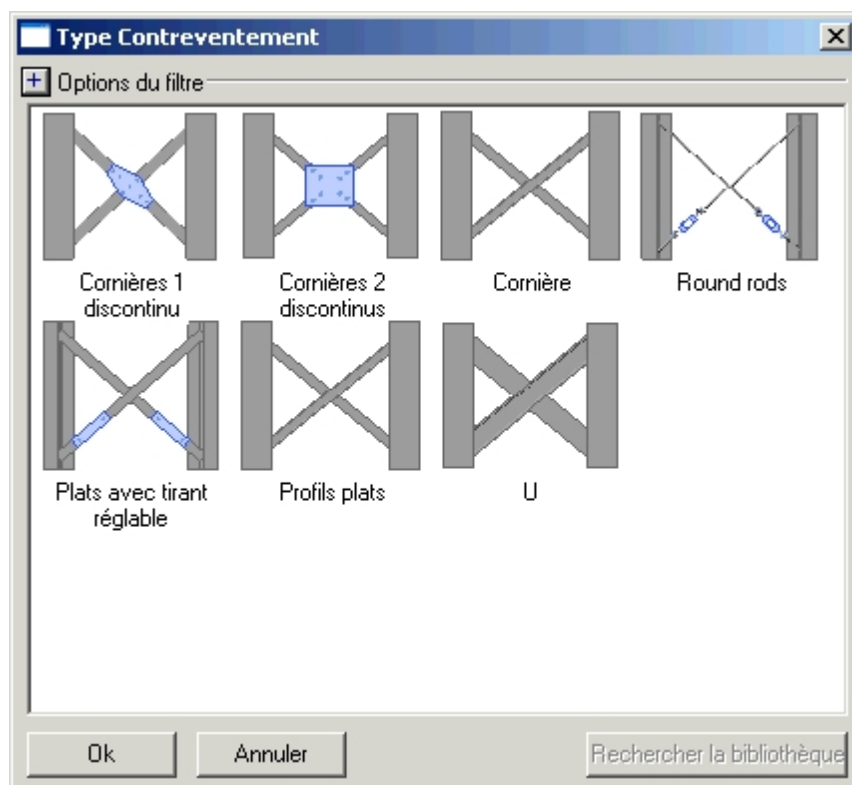 Type Contreventement
Options du filtre
Cornières 1
discontinu
Cornières 2
discontinus
Cornière
Round rods
Plats avec tirant
réglable
Profils plats
U
Ok
Annuler
Rechercher la bibliothèque